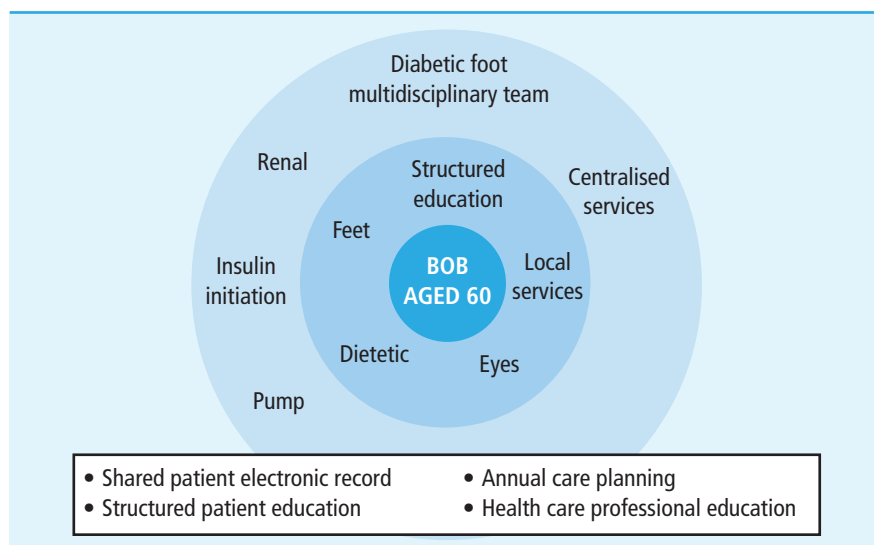 Diabetic foot
multidisciplinary team
Renal
Structured
education
Centralised
services
Feet
Insulin
initiation
BOB
AGED 60
Local
services
Dietetic
Eyes
Pump
• Shared patient electronic record
• Structured patient education
• Annual care planning
• Health care professional education